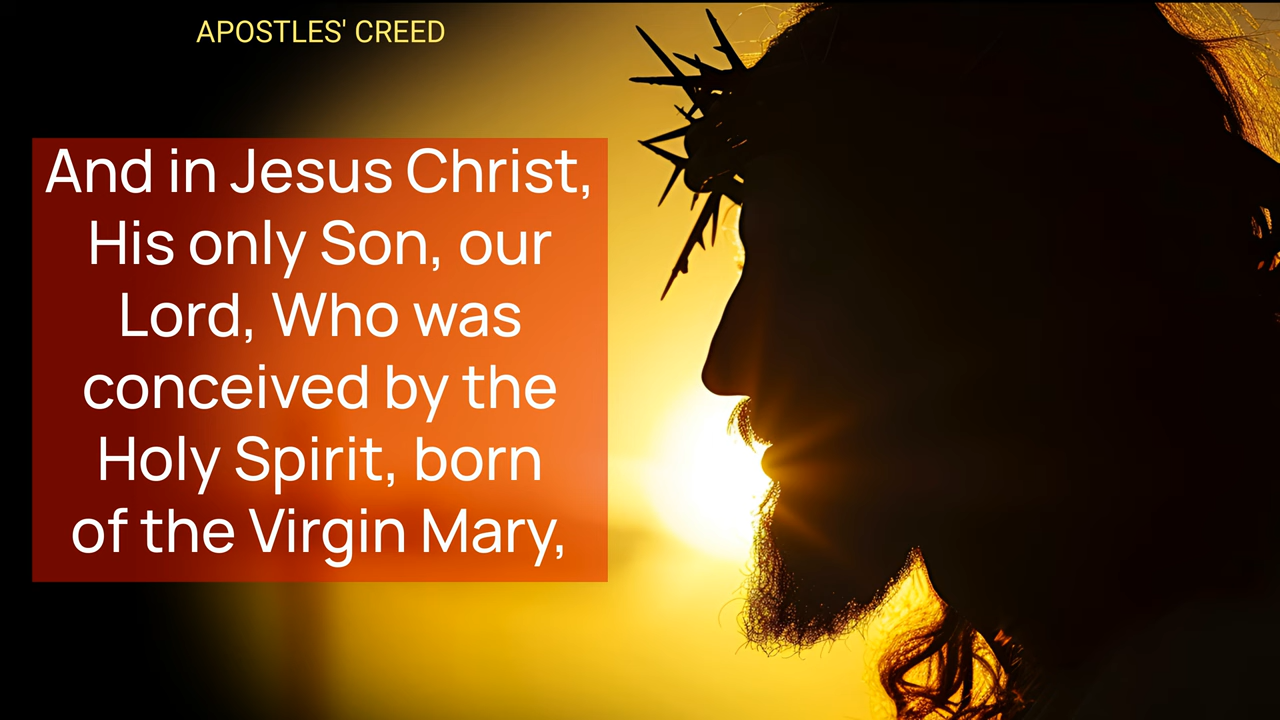 APOSTLES' CREED
And in Jesus Christ,
His only Son, our
Lord, Who was
conceived by the
Holy Spirit, born
of the Virgin Mary,